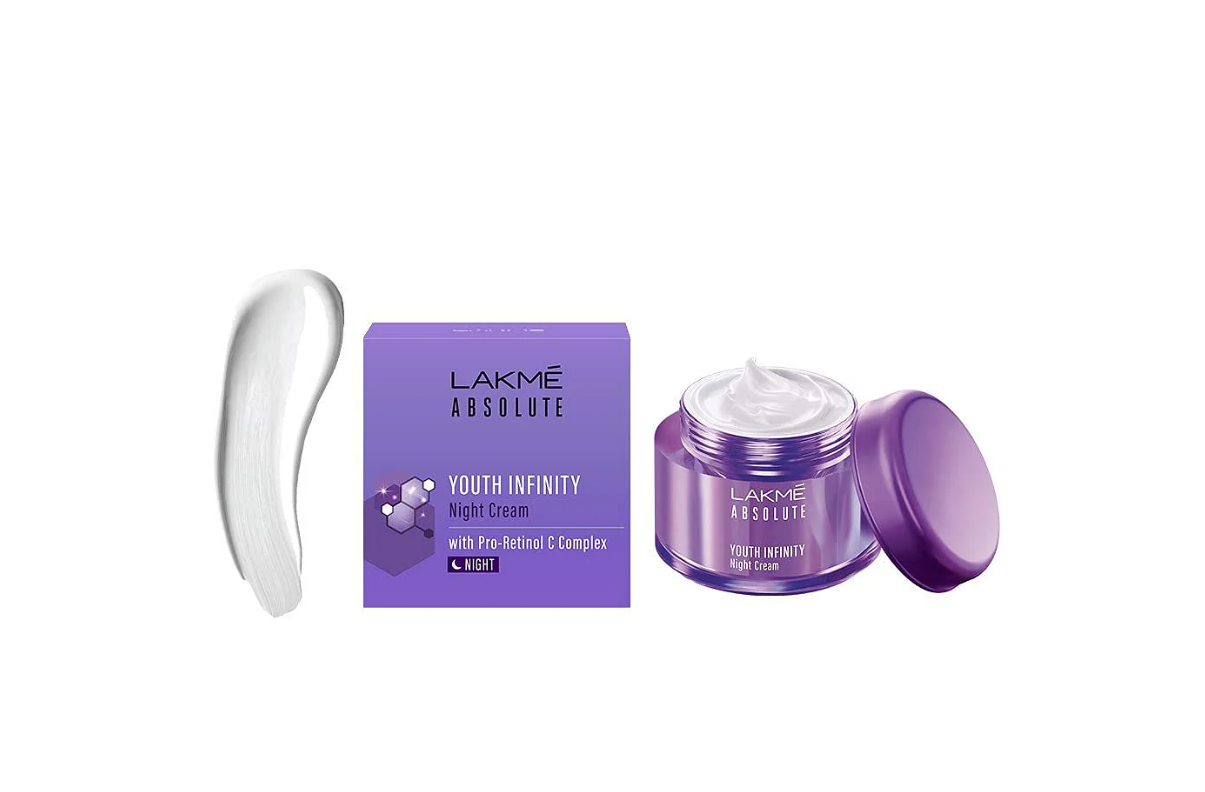 LAKMÉ
ABSOLUTE
YOUTH INFINITY
Night Cream
with Pro-Retinol C Complex
NIGHT
LAKMÉ
ABSOLUTE
YOUTH INFINITY
Night Cream